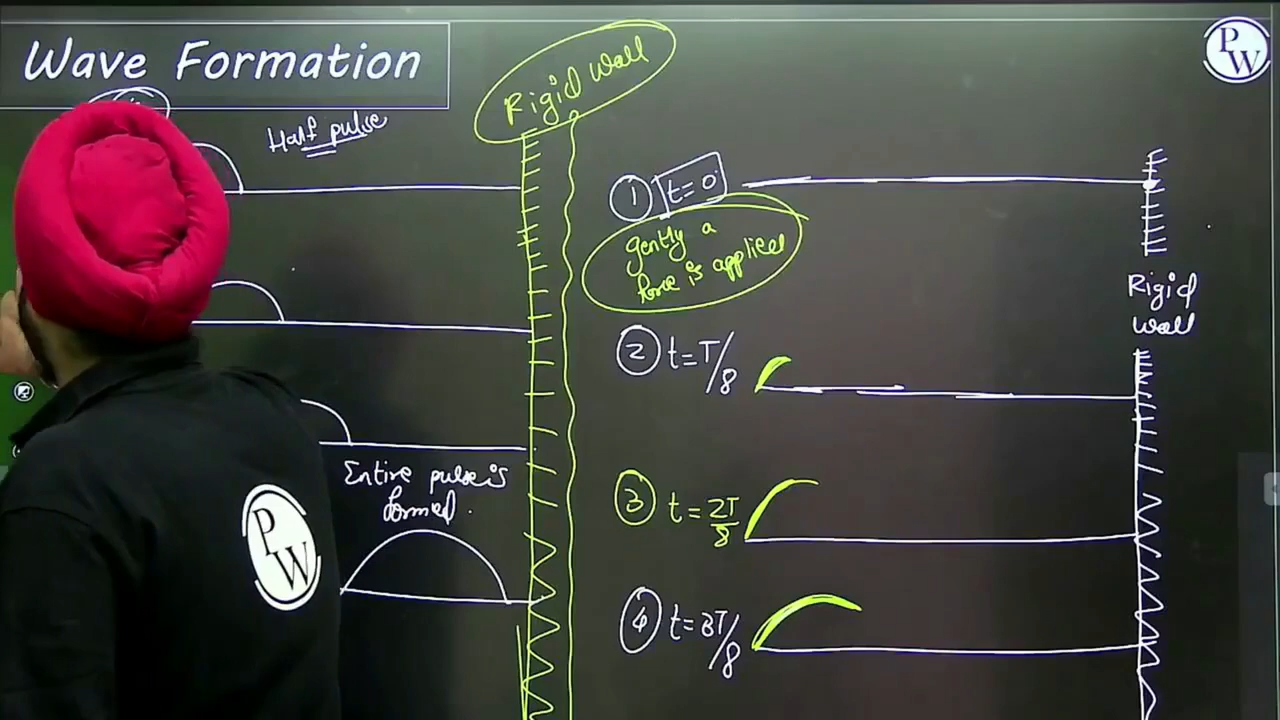 Wave Formation
Half pulse
Entire pulse is
formed.
Rigid wall
① t = 0
gently a
force is applied
② t = T/8
③ t = 2T/8
④ t = 3T/8
Rigid
wall
PW
PW